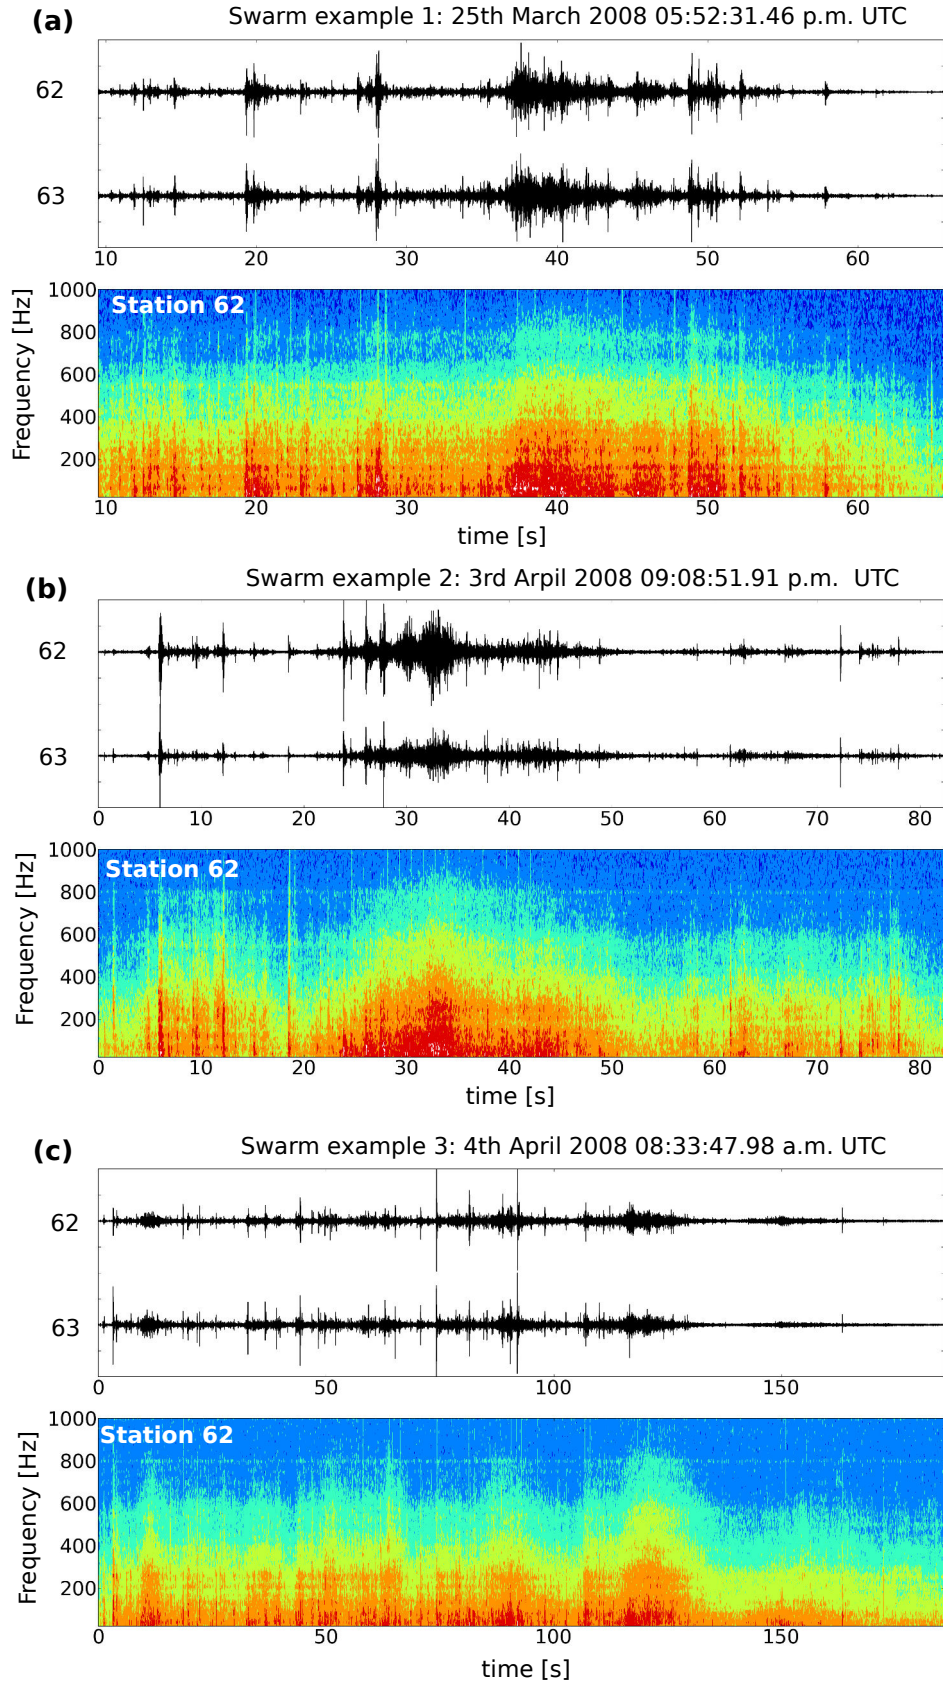 (a) Swarm example 1: 25th March 2008 05:52:31.46 p.m. UTC
62
63
10 20 30 40 50 60
1000 Station 62
800
600
400
200
Frequency [Hz]
10 20 30 40 50 60
time [s]
(b) Swarm example 2: 3rd Arpil 2008 09:08:51.91 p.m. UTC
62
63
0 10 20 30 40 50 60 70 80
1000 Station 62
800
600
400
200
Frequency [Hz]
0 10 20 30 40 50 60 70 80
time [s]
(c) Swarm example 3: 4th April 2008 08:33:47.98 a.m. UTC
62
63
0 50 100 150
1000 Station 62
800
600
400
200
Frequency [Hz]
0 50 100 150
time [s]